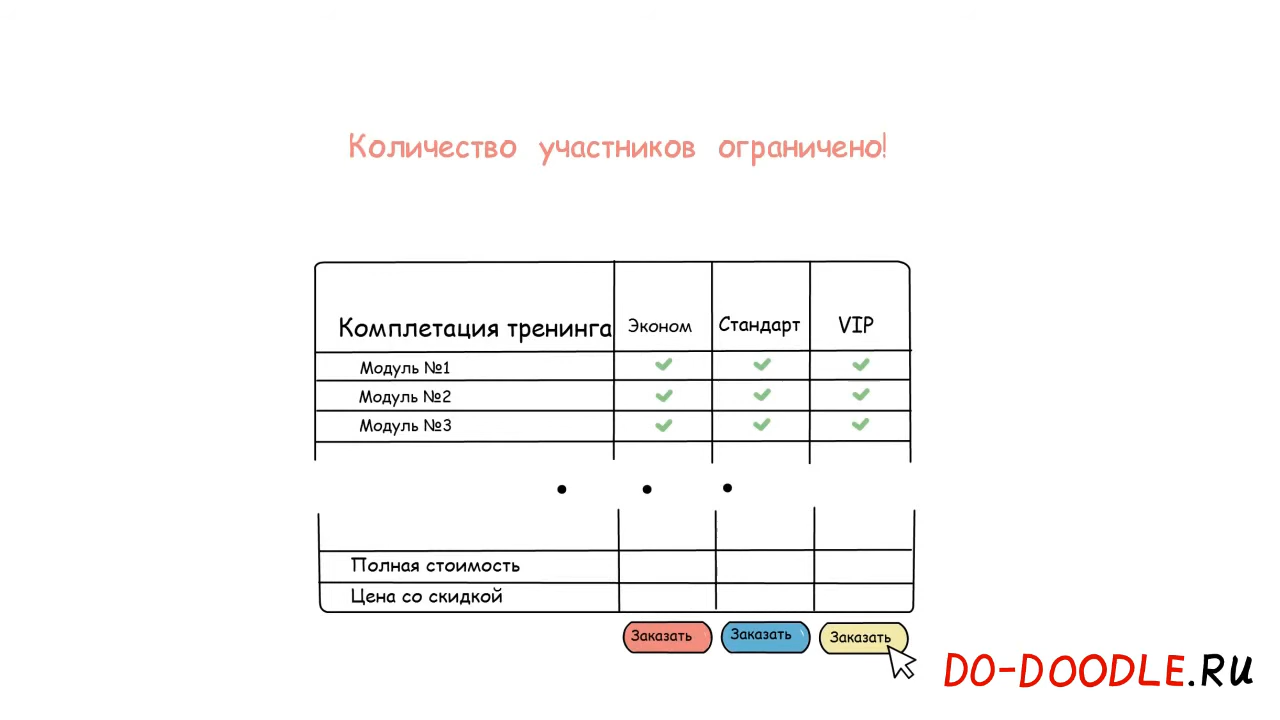 Количество участников ограничено!
Комплетация тренинга Эконом Стандарт VIP
Модуль №1
Модуль №2
Модуль №3
Полная стоимость
Цена со скидкой
Заказать Заказать Заказать
DO-DOODLE.RU